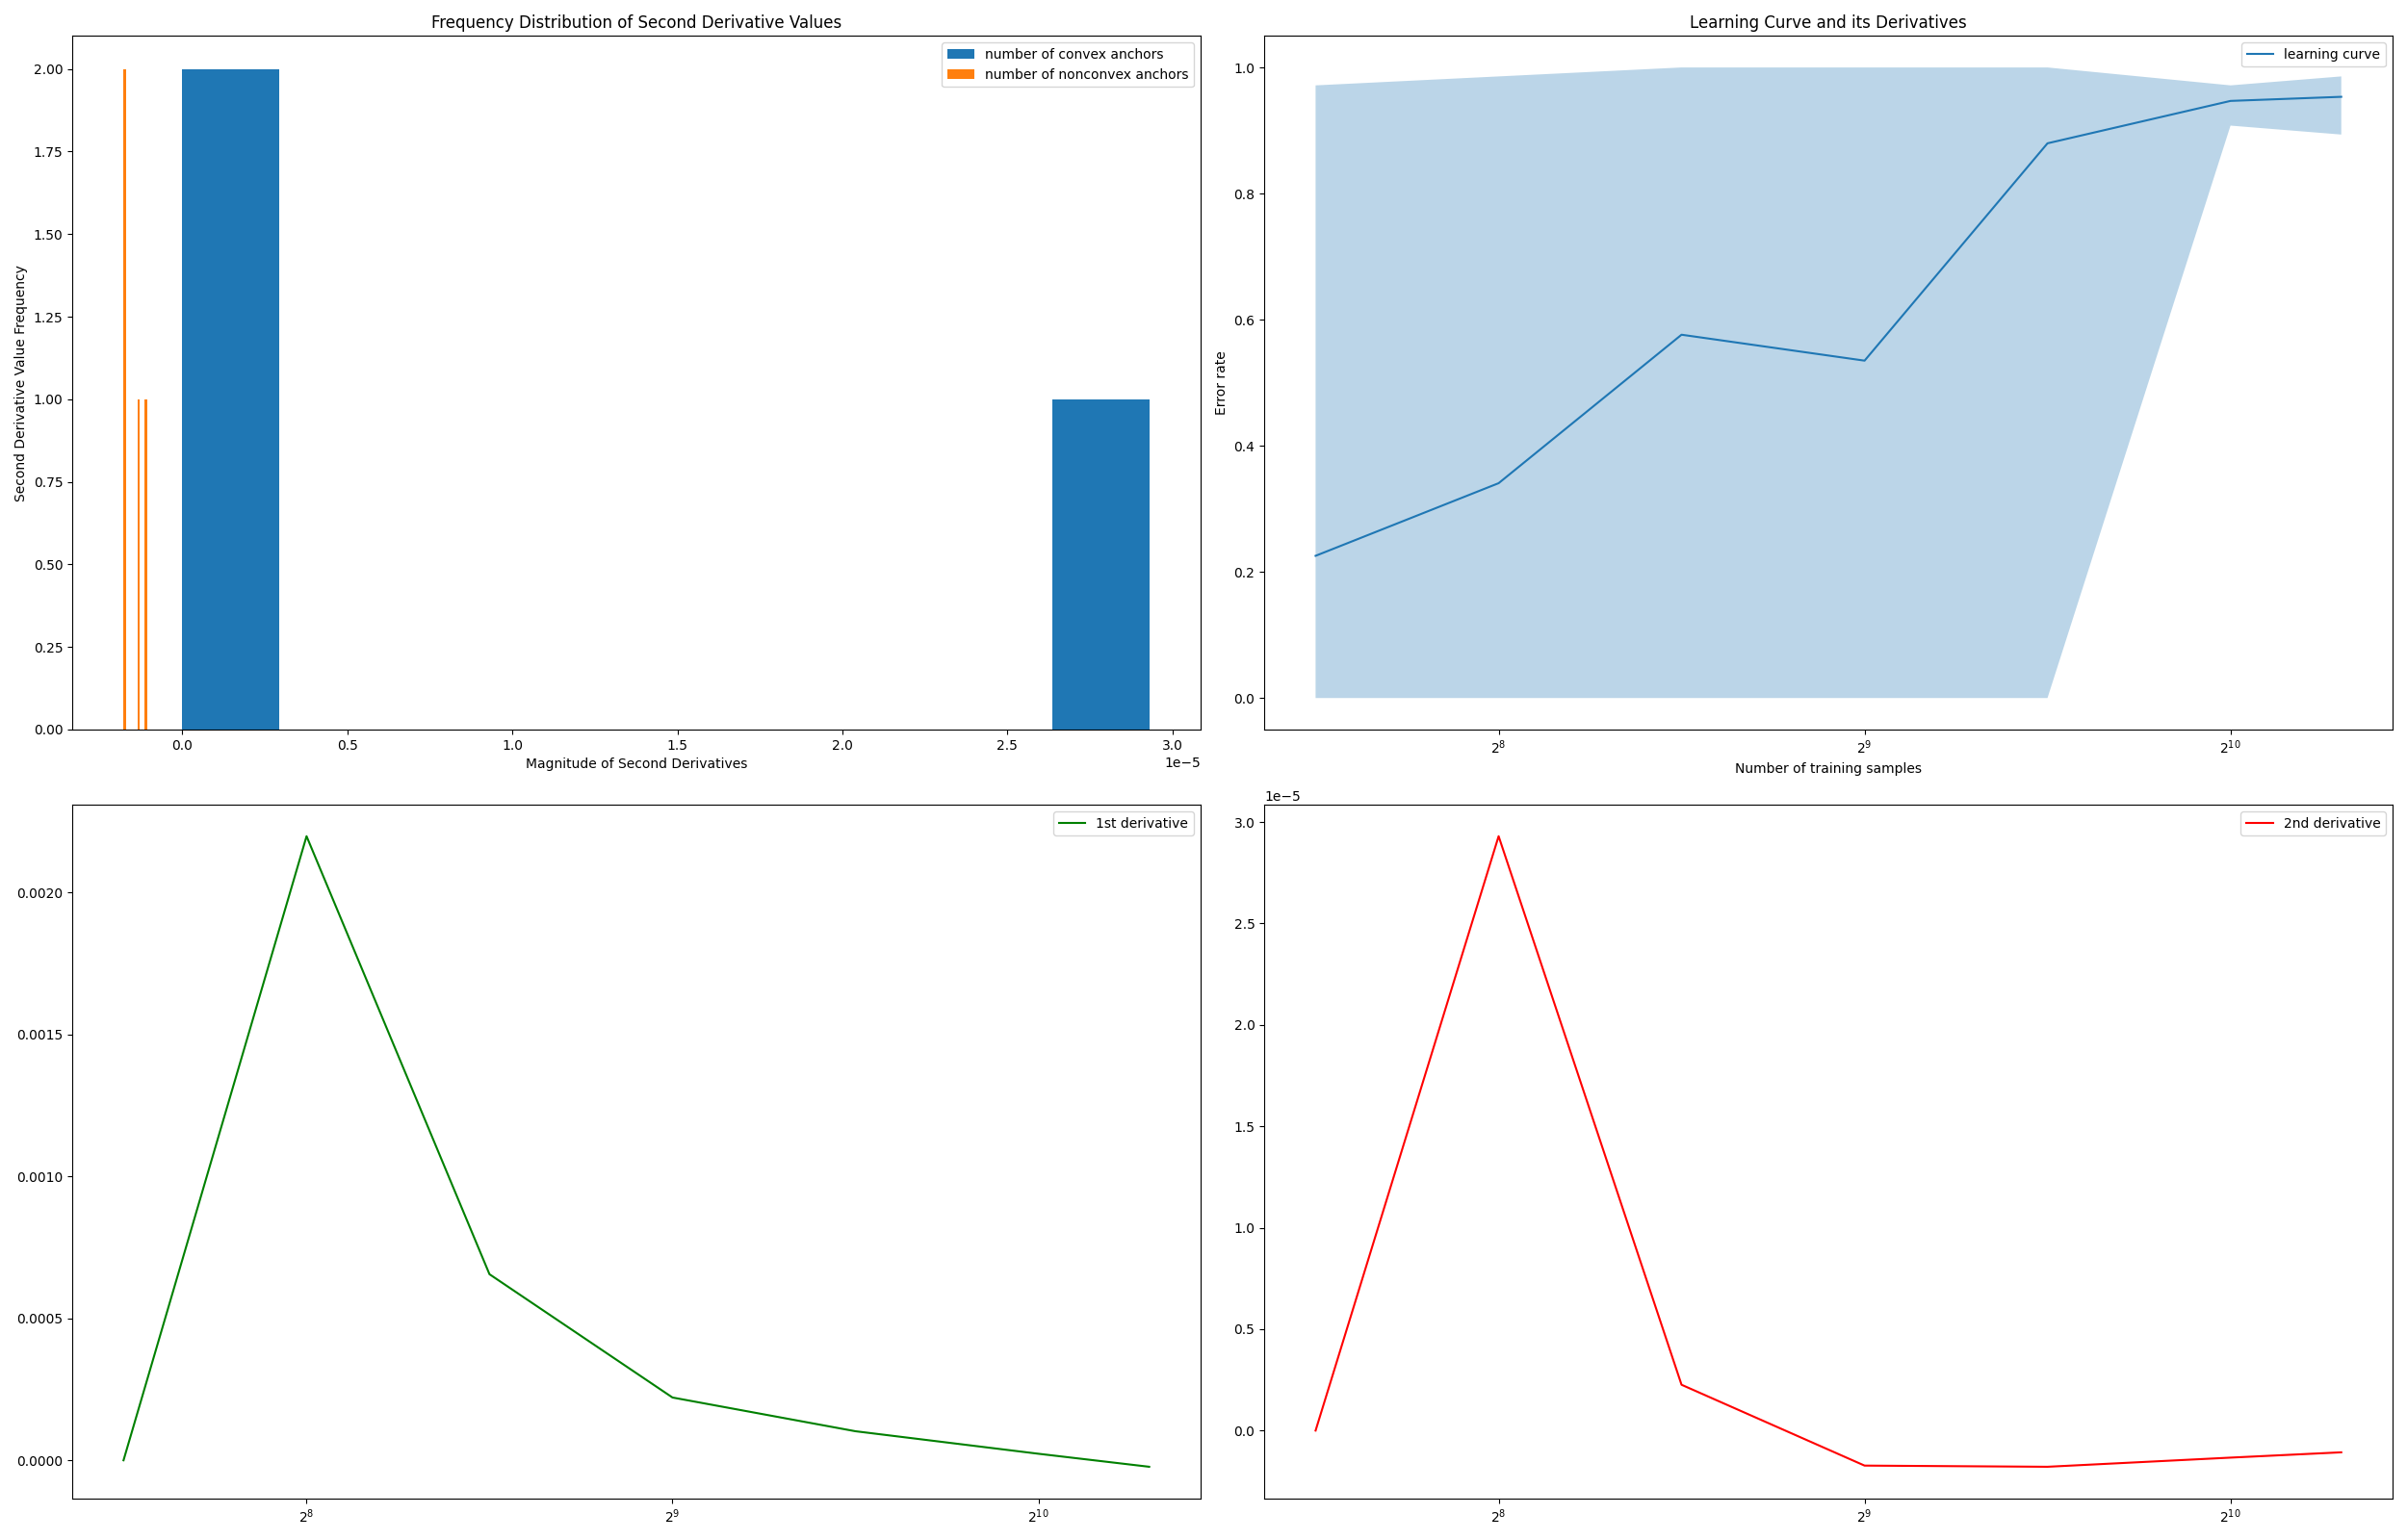 Frequency Distribution of Second Derivative Values
number of convex anchors
number of nonconvex anchors
2.00
1.75
1.50
1.25
1.00
0.75
0.50
0.25
0.00
Second Derivative Value Frequency
0.0 0.5 1.0 1.5 2.0 2.5 3.0
1e−5
Magnitude of Second Derivatives
Learning Curve and its Derivatives
learning curve
1.0
0.8
0.6
0.4
0.2
0.0
Error rate
2^8 2^9 2^10
Number of training samples
1st derivative
0.0020
0.0015
0.0010
0.0005
0.0000
2^8 2^9 2^10
1e−5
2nd derivative
3.0
2.5
2.0
1.5
1.0
0.5
0.0
2^8 2^9 2^10